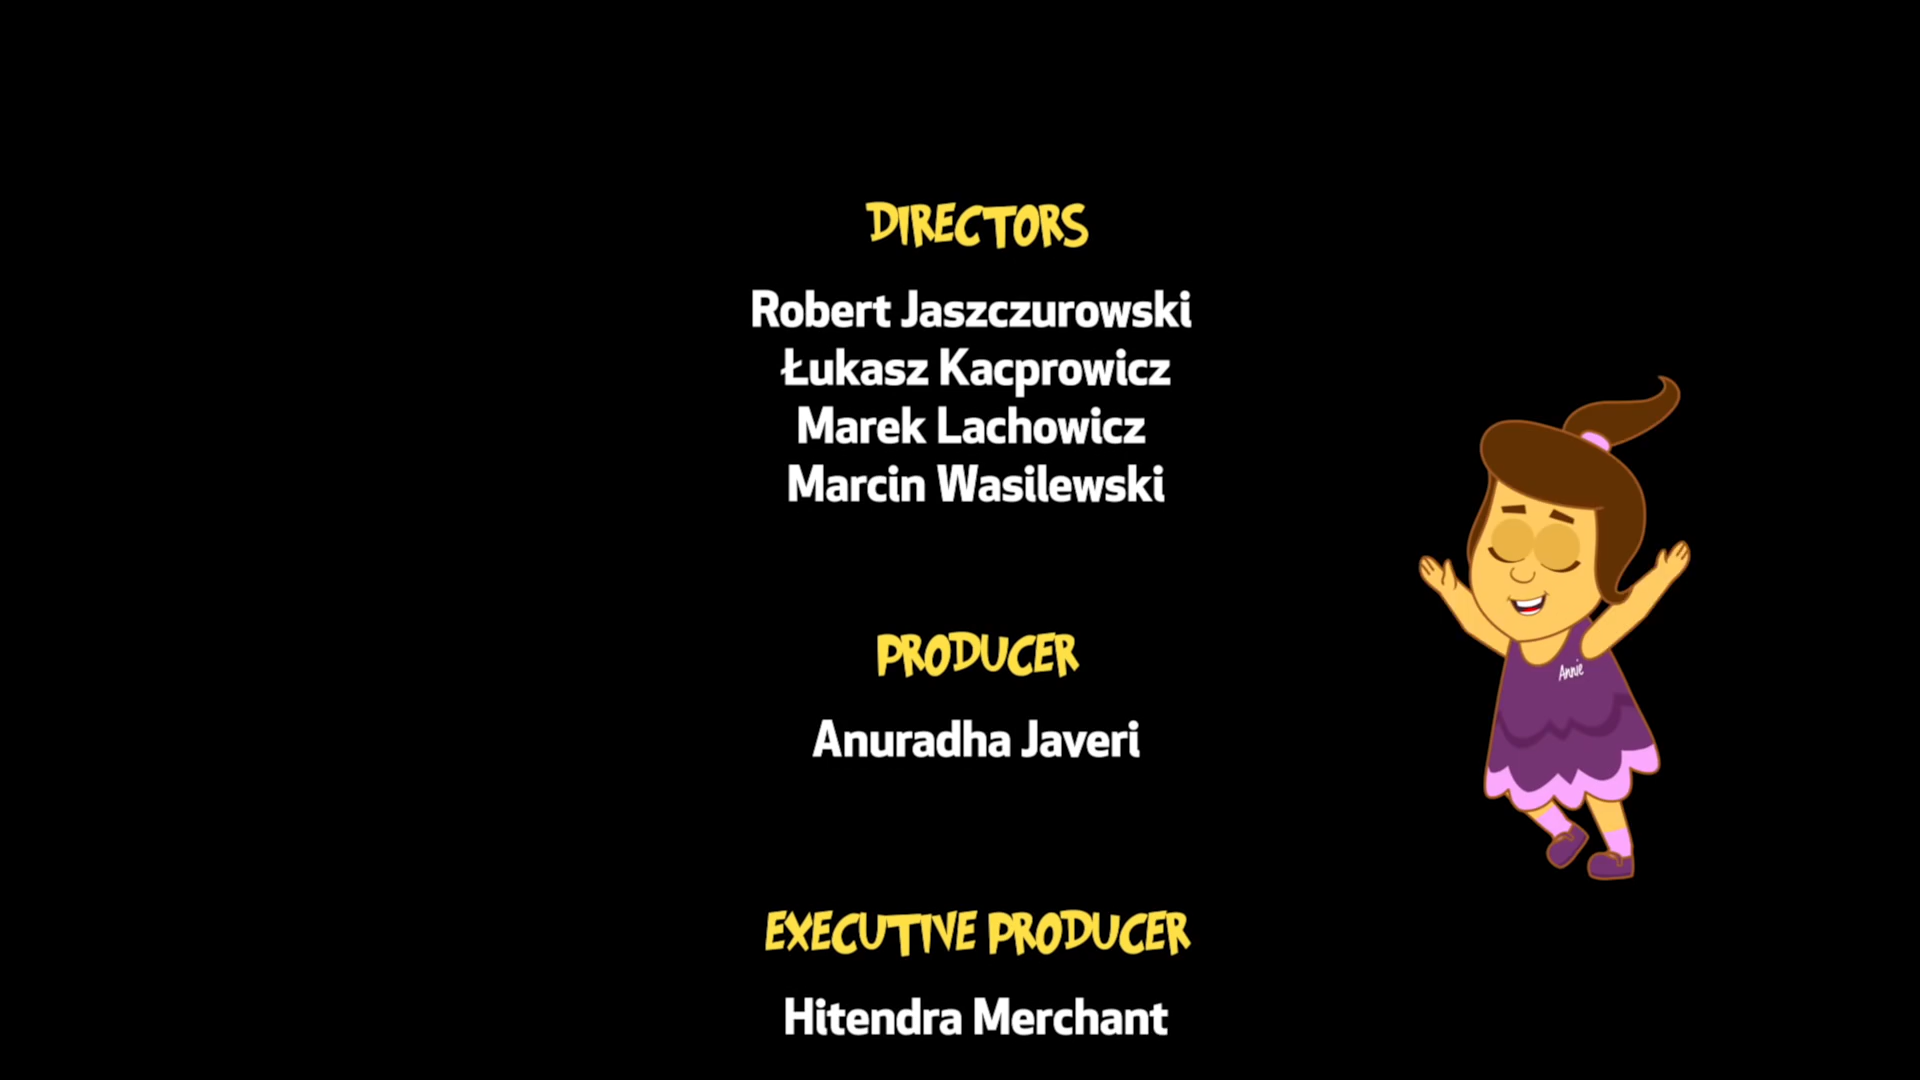 DIRECTORS
Robert Jaszczurowski
Łukasz Kacprowicz
Marek Lachowicz
Marcin Wasilewski
PRODUCER
Anuradha Javeri
Annie
EXECUTIVE PRODUCER
Hitendra Merchant